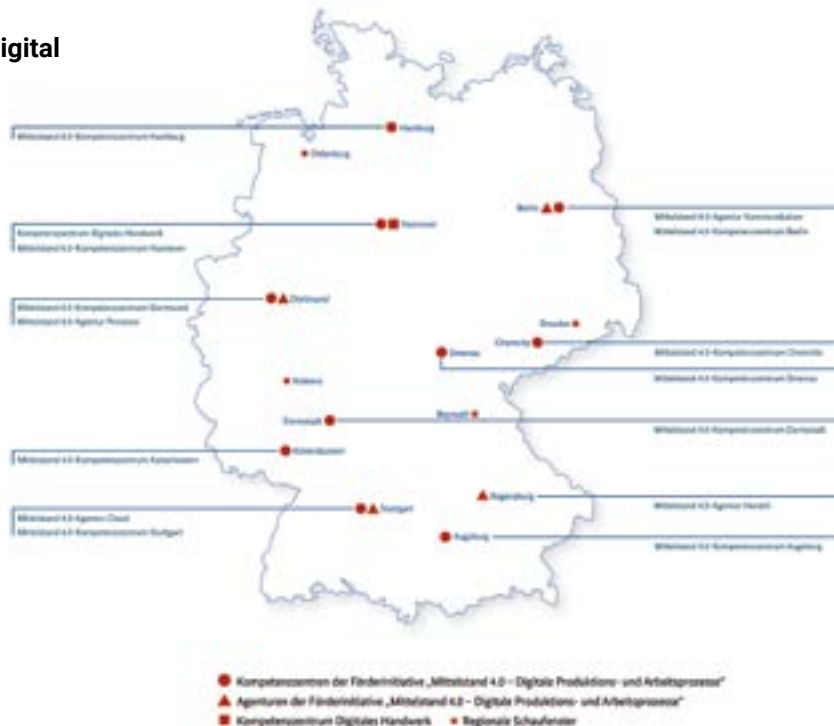 igital
Mittelstand 4.0-Kompetenzzentrum Hamburg
Hamburg
Oldenburg
Berlin
Mittelstand 4.0-Agentur Kommunikation
Mittelstand 4.0-Kompetenzzentrum Berlin
Kompetenzzentrum Digitales Handwerk
Mittelstand 4.0-Kompetenzzentrum Hannover
Hannover
Mittelstand 4.0-Kompetenzzentrum Dortmund
Mittelstand 4.0-Agentur Prozesse
Dortmund
Dresden
Chemnitz
Mittelstand 4.0-Kompetenzzentrum Chemnitz
Ilmenau
Mittelstand 4.0-Kompetenzzentrum Ilmenau
Koblenz
Darmstadt
Bayreuth
Mittelstand 4.0-Kompetenzzentrum Darmstadt
Kaiserslautern
Mittelstand 4.0-Kompetenzzentrum Kaiserslautern
Regensburg
Mittelstand 4.0-Agentur Handel
Mittelstand 4.0-Agentur Cloud
Mittelstand 4.0-Kompetenzzentrum Stuttgart
Stuttgart
Augsburg
Mittelstand 4.0-Kompetenzzentrum Augsburg
Kompetenzzentren der Förderinitiative „Mittelstand 4.0 – Digitale Produktions- und Arbeitsprozesse“
Agenturen der Förderinitiative „Mittelstand 4.0 – Digitale Produktions- und Arbeitsprozesse“
Kompetenzzentrum Digitales Handwerk Regionale Schaufenster